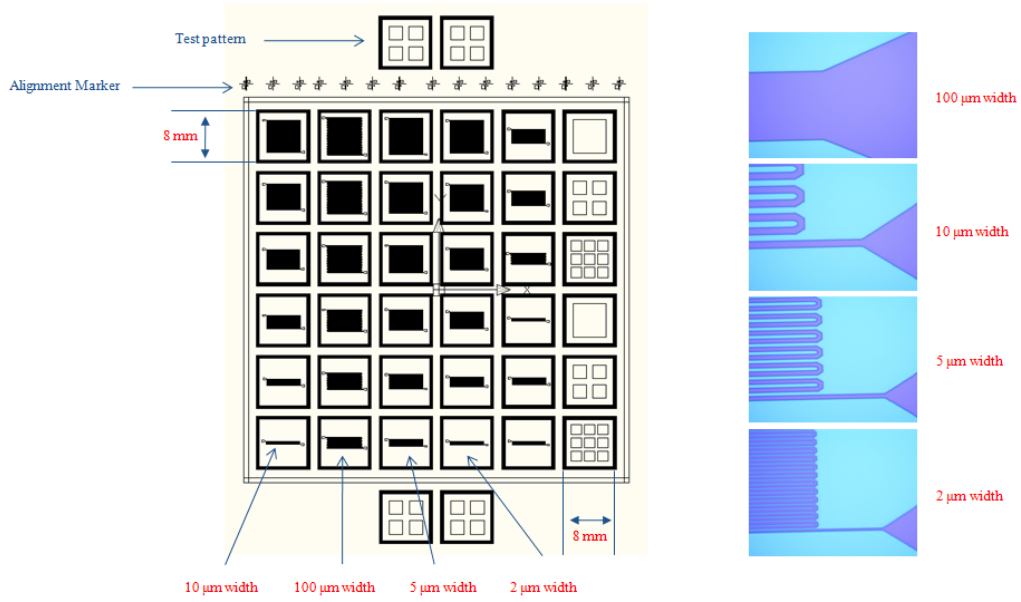 Test pattern
Alignment Marker
8 mm
X
Y
8 mm
10 µm width
100 µm width
5 µm width
2 µm width
100 µm width
10 µm width
5 µm width
2 µm width